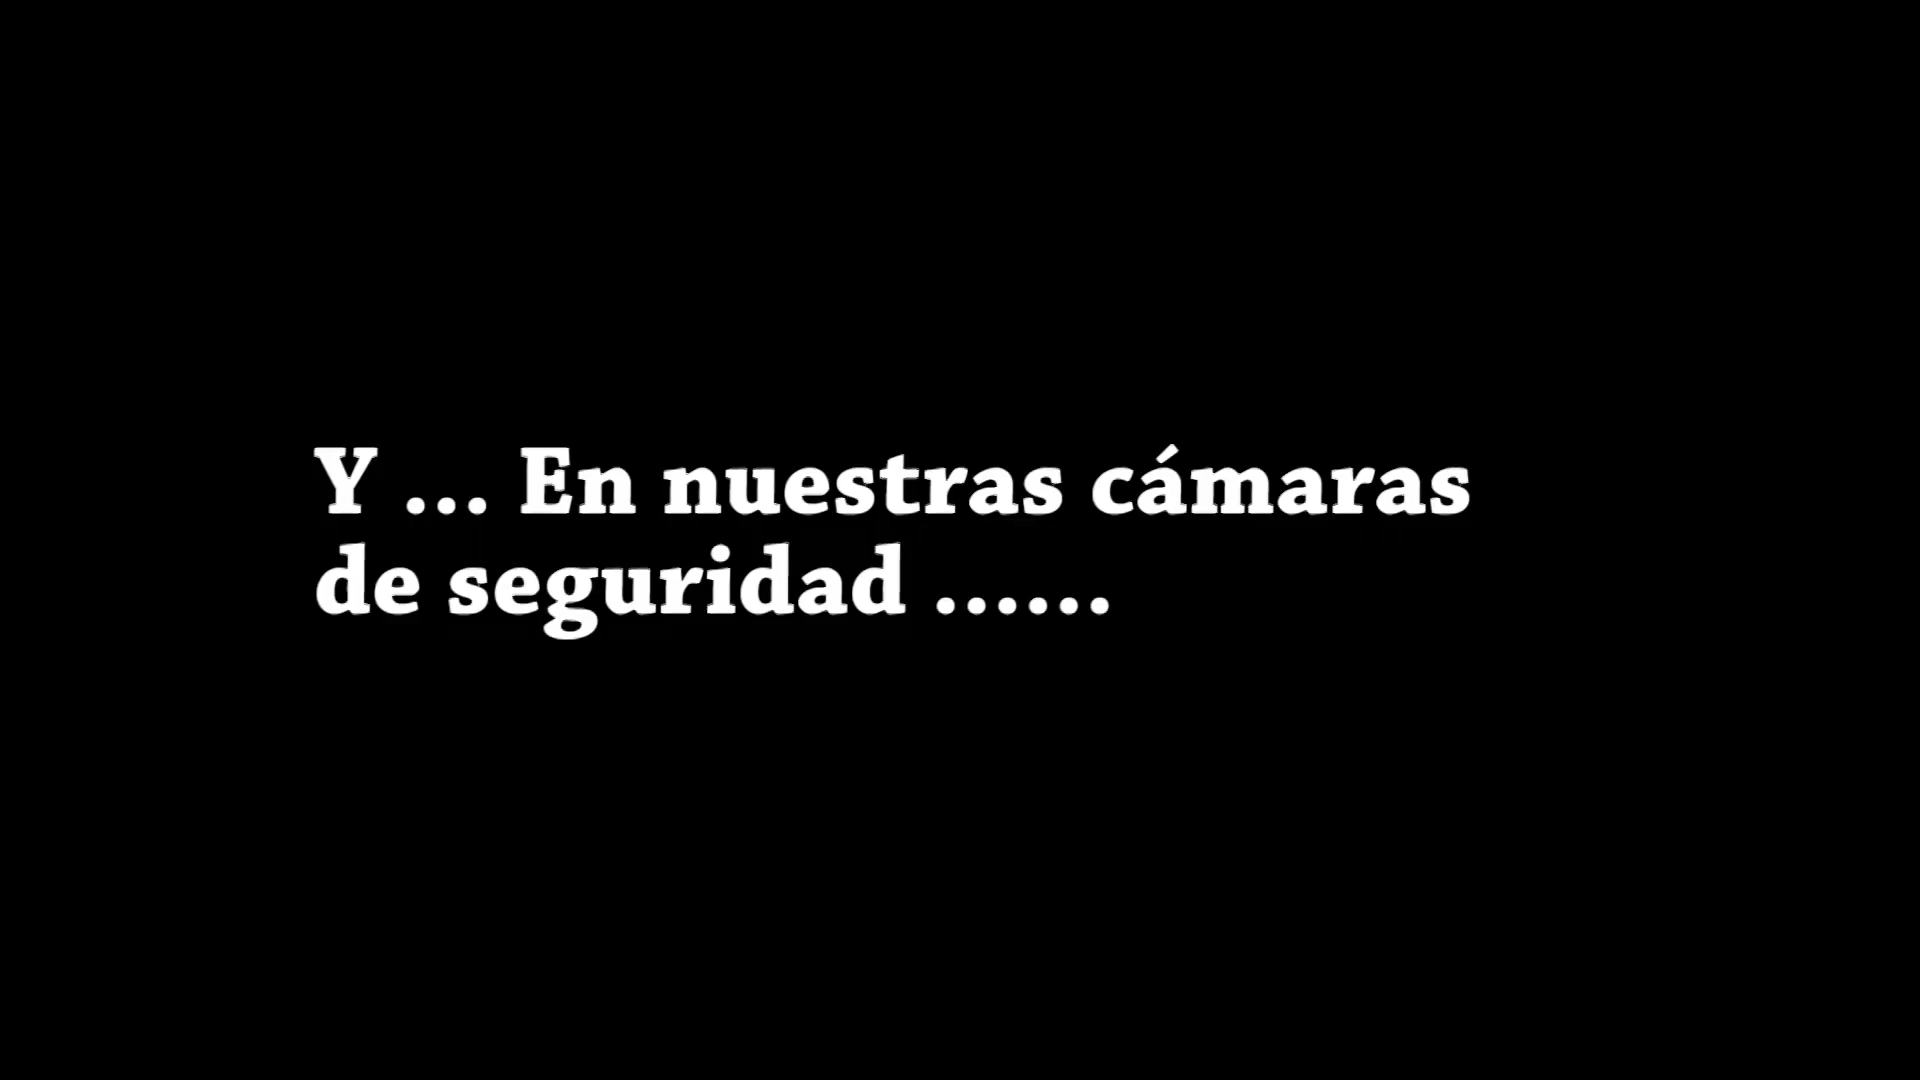 Y ... En nuestras cámaras
de seguridad ......